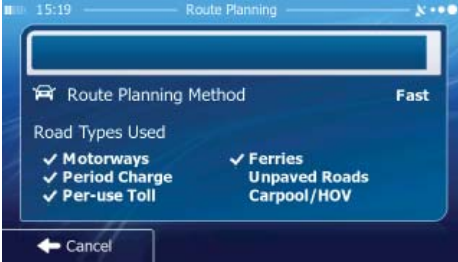 15:19 Route Planning
Route Planning Method Fast
Road Types Used
Motorways Ferries
Period Charge Unpaved Roads
Per-use Toll Carpool/HOV
Cancel